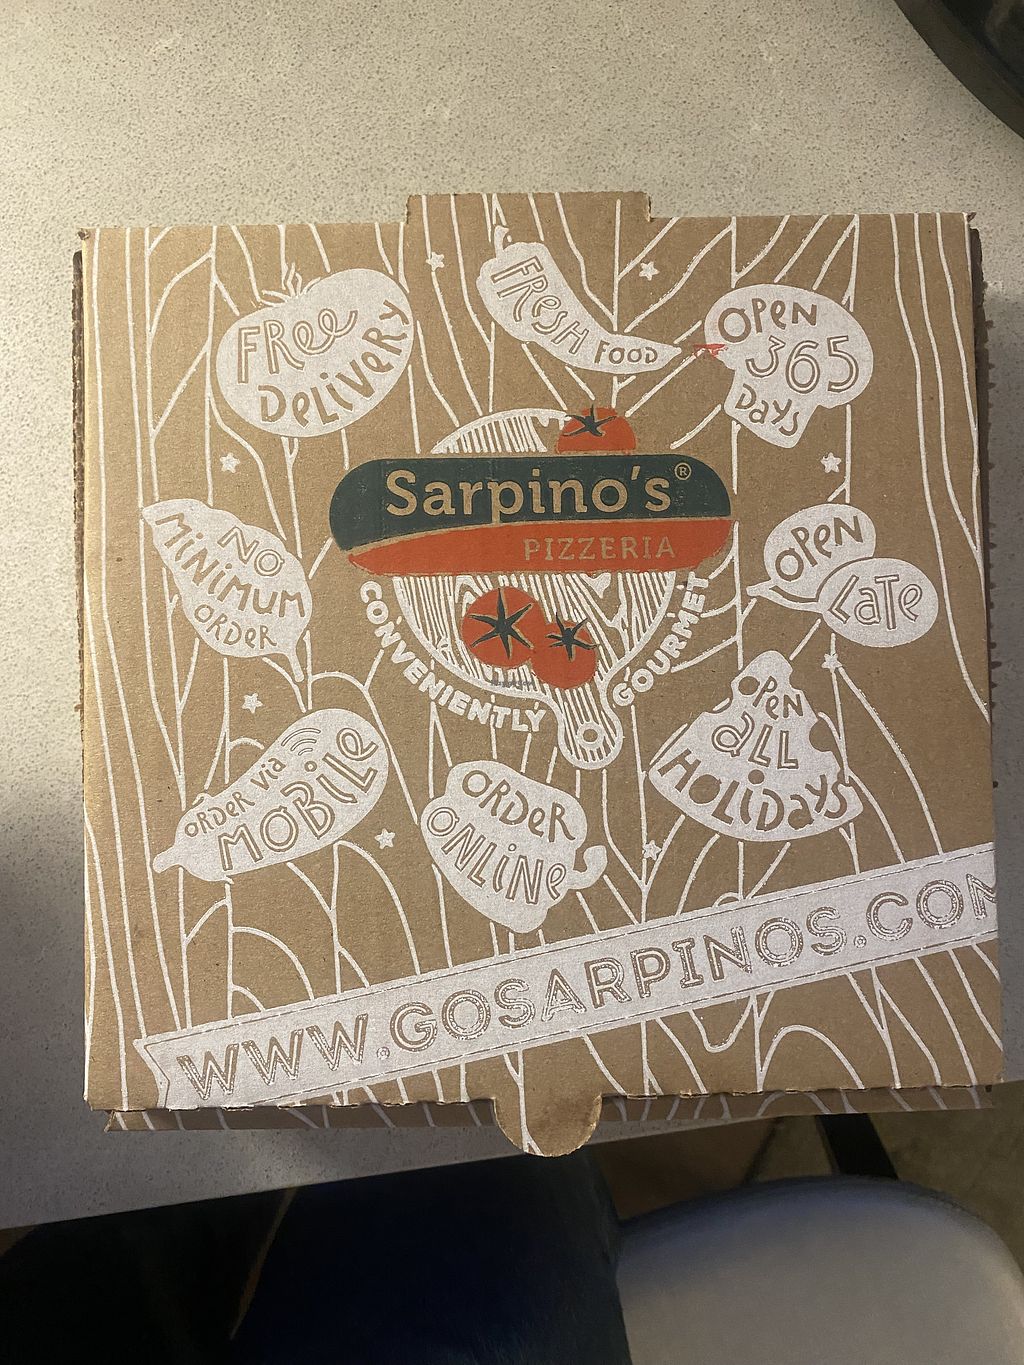 FRee
DeLiVeRY
FResh FOOD
OPEN
365
Days
Sarpino's®
PIZZERIA
CONVENIENTLY GOURMET
NO
MiNiMUM
ORDER
OPEN
LaTe
OPEN
aLL
HOLiDaYs
ORDeR via
MOBiLe
ORDeR
ONLiNe
WWW.GOSARPINOS.COM